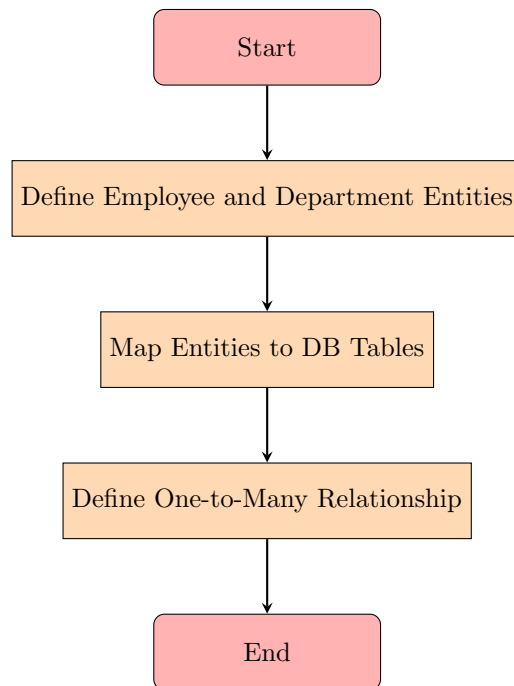 Start
Define Employee and Department Entities
Map Entities to DB Tables
Define One-to-Many Relationship
End